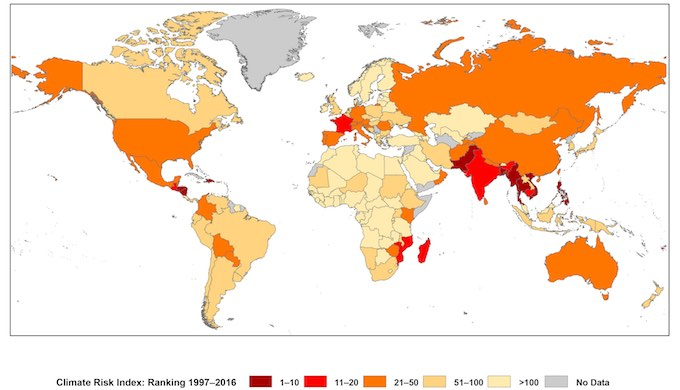 Climate Risk Index: Ranking 1997–2016 1–10 11–20 21–50 51–100 >100 No Data